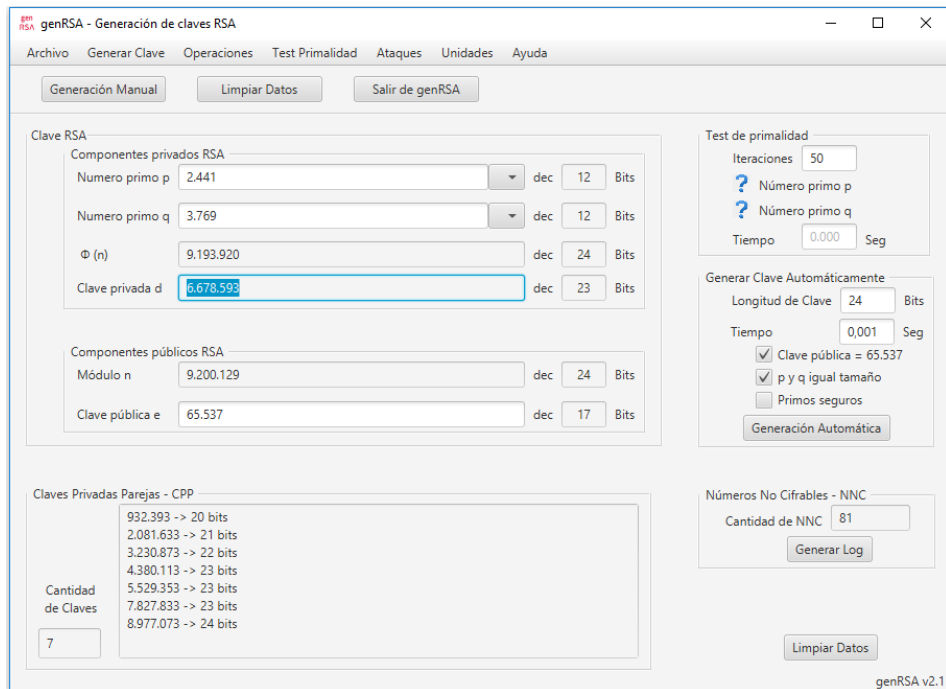 gen RSA genRSA - Generación de claves RSA
Archivo Generar Clave Operaciones Test Primalidad Ataques Unidades Ayuda
Generación Manual Limpiar Datos Salir de genRSA
Clave RSA
Componentes privados RSA
Numero primo p 2.441 dec 12 Bits
Numero primo q 3.769 dec 12 Bits
Φ (n) 9.193.920 dec 24 Bits
Clave privada d 6.678.593 dec 23 Bits
Componentes públicos RSA
Módulo n 9.200.129 dec 24 Bits
Clave pública e 65.537 dec 17 Bits
Test de primalidad
Iteraciones 50
? Número primo p
? Número primo q
Tiempo 0.000 Seg
Generar Clave Automáticamente
Longitud de Clave 24 Bits
Tiempo 0,001 Seg
Clave pública = 65.537
p y q igual tamaño
Primos seguros
Generación Automática
Claves Privadas Parejas - CPP
932.393 -> 20 bits
2.081.633 -> 21 bits
3.230.873 -> 22 bits
4.380.113 -> 23 bits
5.529.353 -> 23 bits
7.827.833 -> 23 bits
8.977.073 -> 24 bits
Cantidad
de Claves
7
Números No Cifrables - NNC
Cantidad de NNC 81
Generar Log
Limpiar Datos
genRSA v2.1